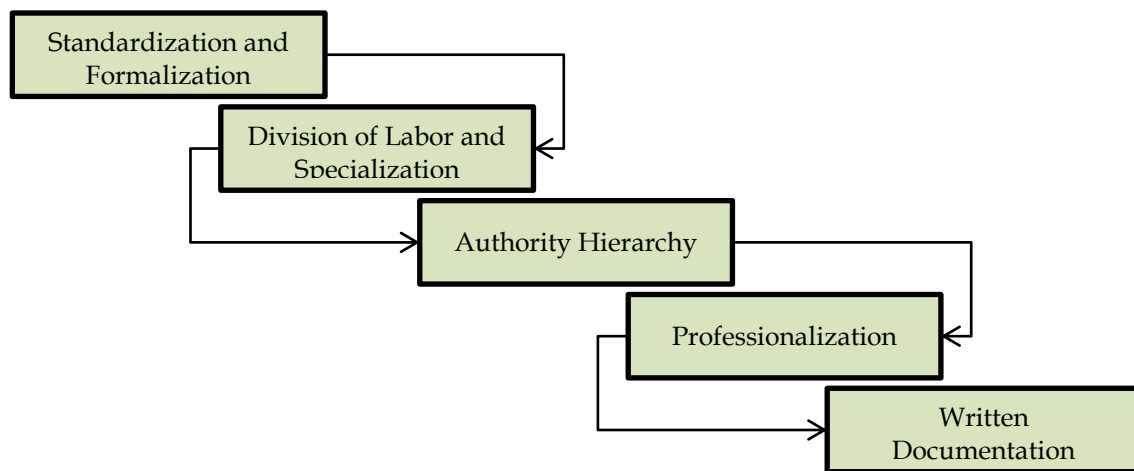 Standardization and
Formalization
Division of Labor and
Specialization
Authority Hierarchy
Professionalization
Written
Documentation